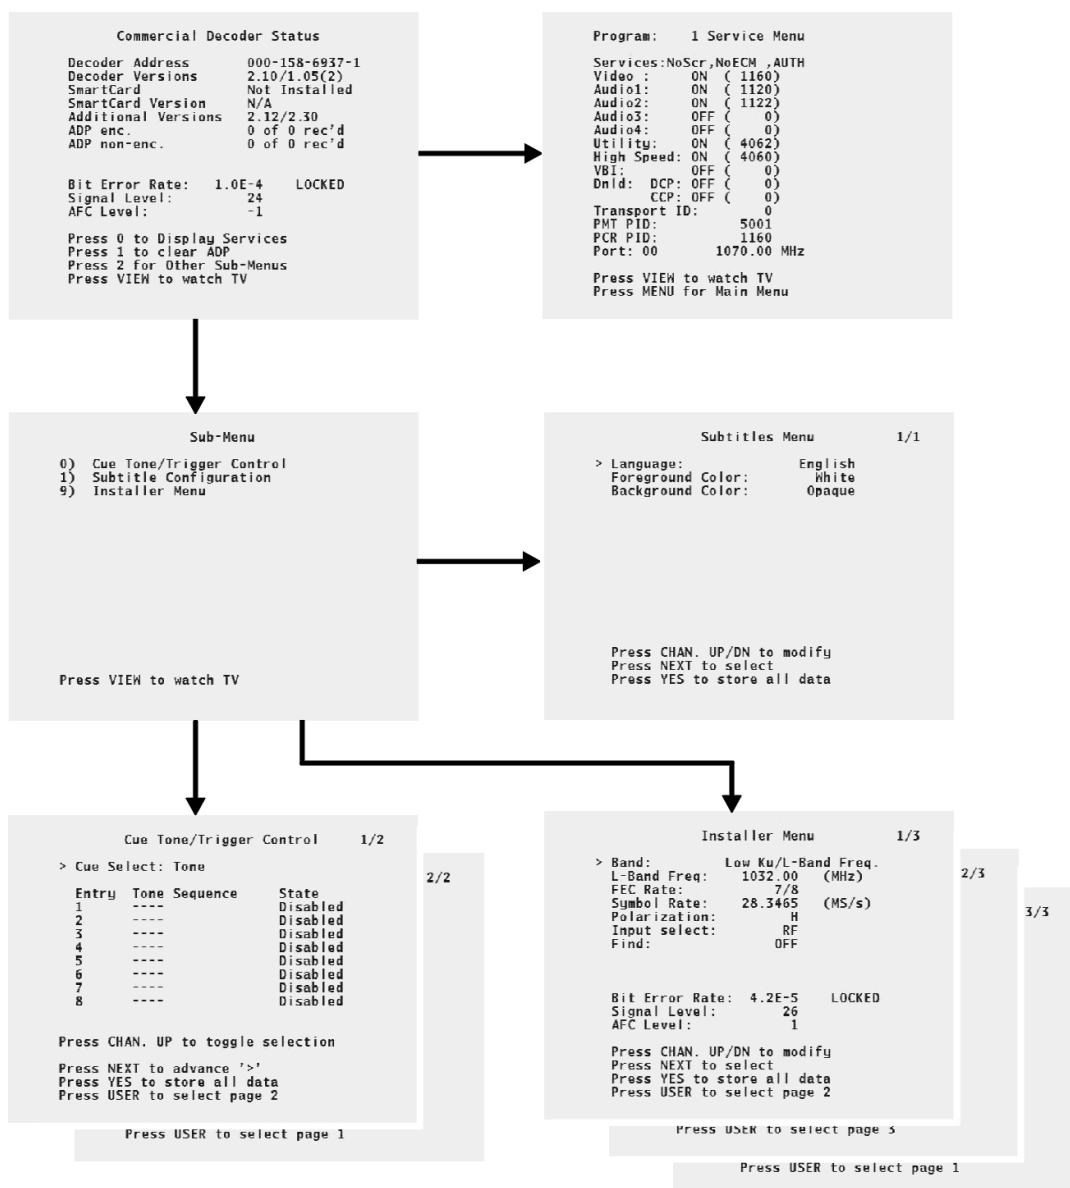 Commercial Decoder Status
Decoder Address 000-158-6937-1
Decoder Versions 2.10/1.05(2)
SmartCard Not Installed
SmartCard Version N/A
Additional Versions 2.12/2.30
ADP enc. 0 of 0 rec'd
ADP non-enc. 0 of 0 rec'd
Bit Error Rate: 1.0E-4 LOCKED
Signal Level: 24
AFC Level: -1
Press 0 to Display Services
Press 1 to clear ADP
Press 2 for Other Sub-Menus
Press VIEW to watch TV
Program: 1 Service Menu
Services:NoScr,NoECM ,AUTH
Video : ON ( 1160)
Audio1: ON ( 1120)
Audio2: ON ( 1122)
Audio3: OFF ( 0)
Audio4: OFF ( 0)
Utility: ON ( 4062)
High Speed: ON ( 4060)
VBI: OFF ( 0)
Dnld: DCP: OFF ( 0)
CCP: OFF ( 0)
Transport ID: 0
PMT PID: 5001
PCR PID: 1160
Port: 00 1070.00 MHz
Press VIEW to watch TV
Press MENU for Main Menu
Sub-Menu
0) Cue Tone/Trigger Control
1) Subtitle Configuration
9) Installer Menu
Press VIEW to watch TV
Subtitles Menu 1/1
> Language: English
Foreground Color: White
Background Color: Opaque
Press CHAN. UP/DN to modify
Press NEXT to select
Press YES to store all data
Cue Tone/Trigger Control 1/2
> Cue Select: Tone
Entry Tone Sequence State
1 ---- Disabled
2 ---- Disabled
3 ---- Disabled
4 ---- Disabled
5 ---- Disabled
6 ---- Disabled
7 ---- Disabled
8 ---- Disabled
Press CHAN. UP to toggle selection
Press NEXT to advance '>'
Press YES to store all data
Press USER to select page 2
2/2
Press USER to select page 1
Installer Menu 1/3
> Band: Low Ku/L-Band Freq.
L-Band Freq: 1032.00 (MHz)
FEC Rate: 7/8
Symbol Rate: 28.3465 (MS/s)
Polarization: H
Input select: RF
Find: OFF
Bit Error Rate: 4.2E-5 LOCKED
Signal Level: 26
AFC Level: 1
Press CHAN. UP/DN to modify
Press NEXT to select
Press YES to store all data
Press USER to select page 2
2/3
Press USER to select page 3
3/3
Press USER to select page 1